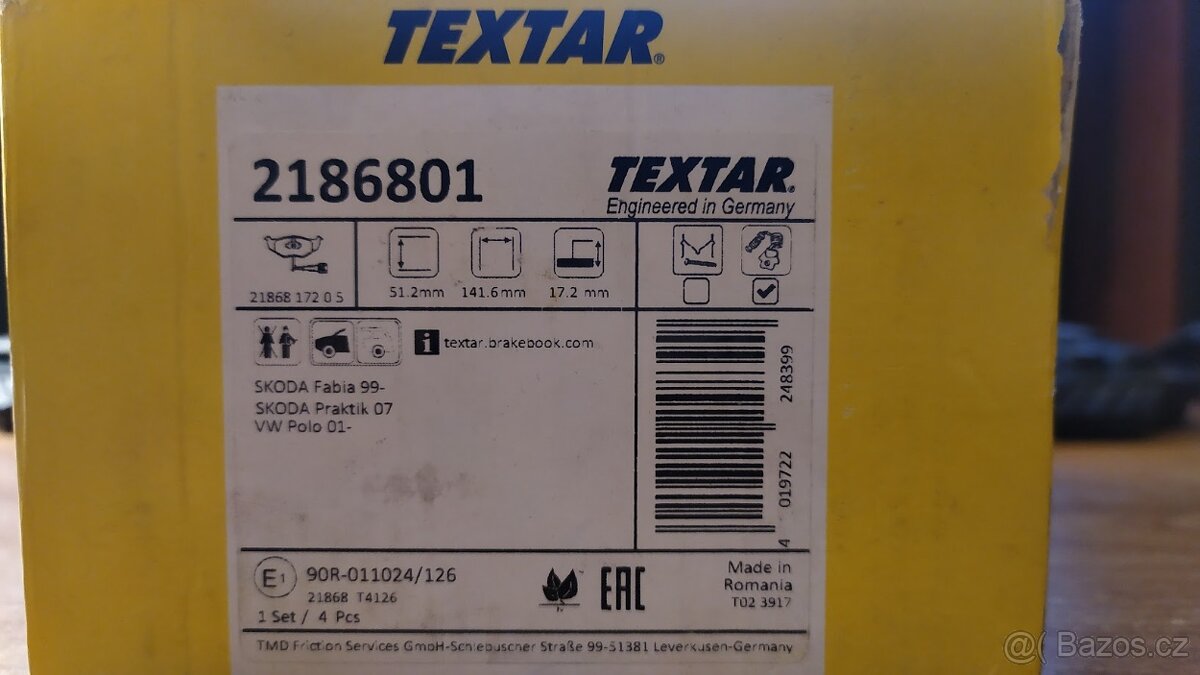 TEXTAR®
2186801
TEXTAR®
Engineered in Germany
21868 172 0 5
51.2mm
141.6mm
17.2 mm
i textar.brakebook.com
SKODA Fabia 99-
SKODA Praktik 07
VW Polo 01-
4 019722 248399
E1 90R-011024/126
21868 T4126
1 Set / 4 Pcs
EAC
Made in
Romania
T02 3917
TMD Friction Services GmbH-Schlebuscher Straße 99-51381 Leverkusen-Germany
@( Bazos.cz